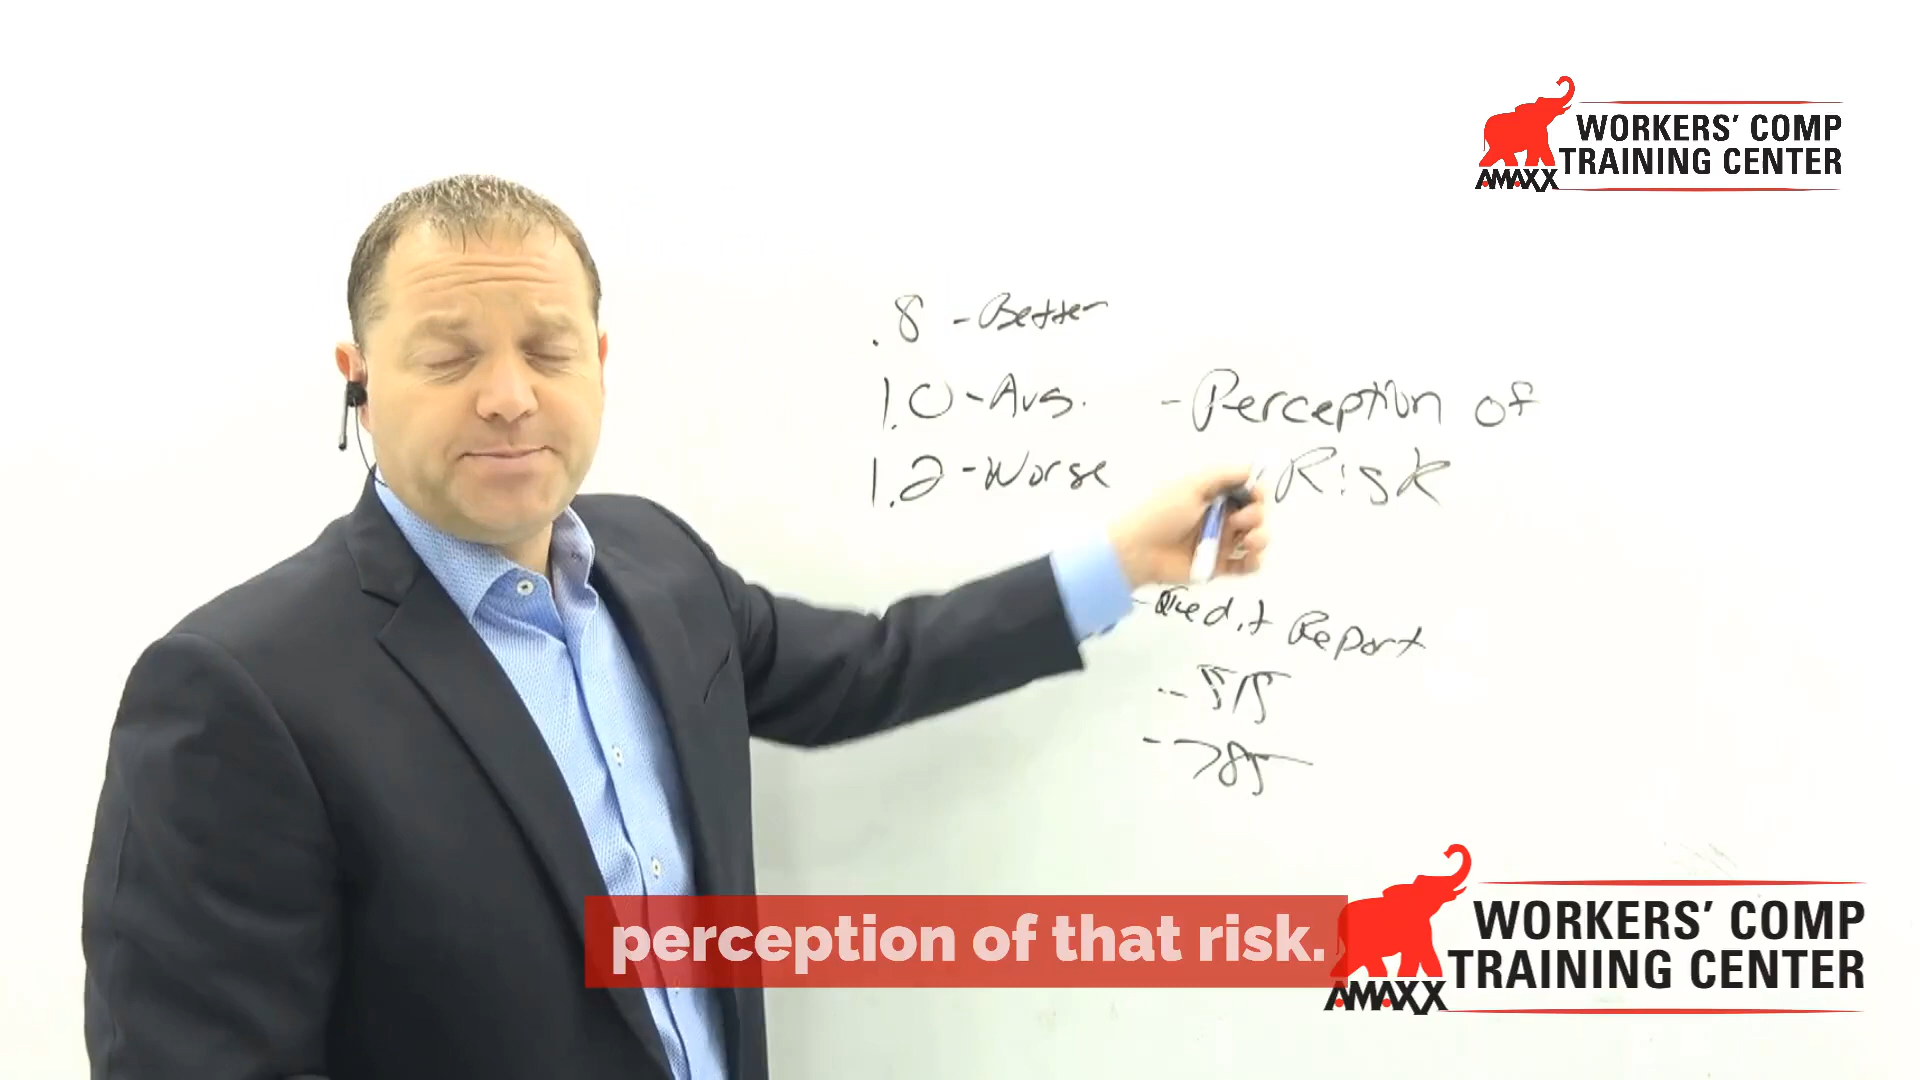 WORKERS' COMP
TRAINING CENTER
AMAXX
.8 - Better
1.0 - Avg. - Perception of
1.2 - Worse Risk
- Credit Report
- 515
- 785
perception of that risk.
WORKERS' COMP
TRAINING CENTER
AMAXX